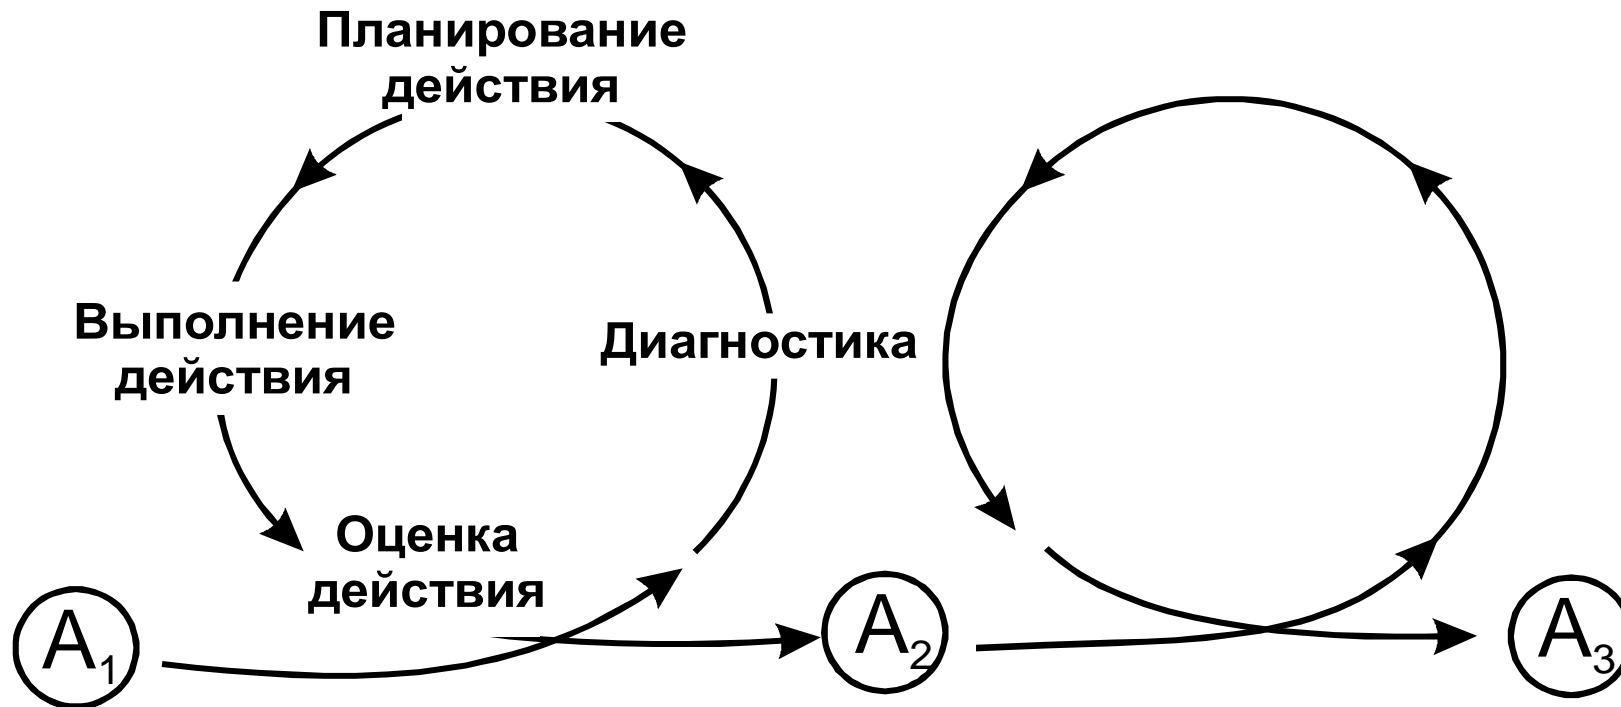 Планирование
действия
Выполнение
действия
Диагностика
Оценка
действия
A1
A2
A3